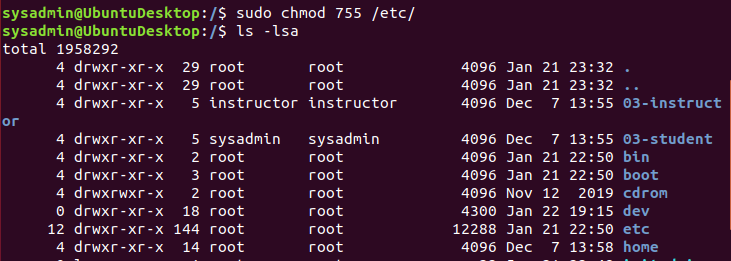 sysadmin@UbuntuDesktop:/$ sudo chmod 755 /etc/
sysadmin@UbuntuDesktop:/$ ls -lsa
total 1958292
4 drwxr-xr-x 29 root root 4096 Jan 21 23:32 .
4 drwxr-xr-x 29 root root 4096 Jan 21 23:32 ..
4 drwxr-xr-x 5 instructor instructor 4096 Dec 7 13:55 03-instruct
or
4 drwxr-xr-x 5 sysadmin sysadmin 4096 Dec 7 13:55 03-student
4 drwxr-xr-x 2 root root 4096 Jan 21 22:50 bin
4 drwxr-xr-x 3 root root 4096 Jan 21 22:50 boot
4 drwxrwxr-x 2 root root 4096 Nov 12 2019 cdrom
0 drwxr-xr-x 18 root root 4300 Jan 22 19:15 dev
12 drwxr-xr-x 144 root root 12288 Jan 21 22:50 etc
4 drwxr-xr-x 14 root root 4096 Dec 7 13:58 home